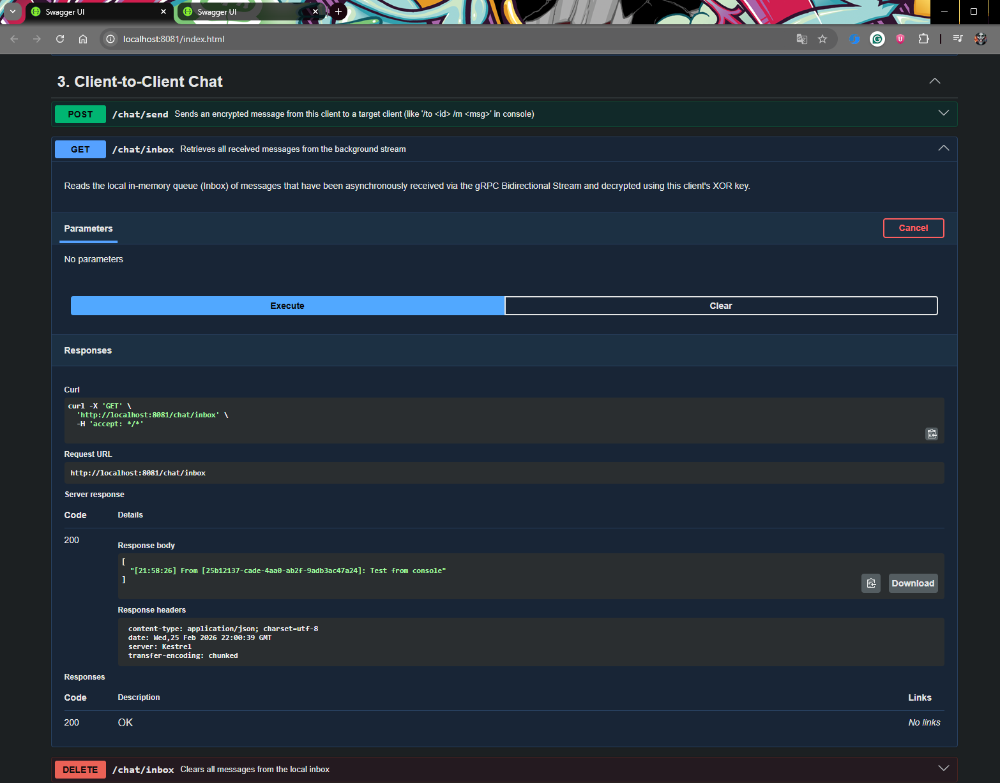 Swagger UI
Swagger UI
localhost:8081/index.html
3. Client-to-Client Chat
POST /chat/send Sends an encrypted message from this client to a target client (like '/to <id> /m <msg>' in console)
GET /chat/inbox Retrieves all received messages from the background stream
Reads the local in-memory queue (Inbox) of messages that have been asynchronously received via the gRPC Bidirectional Stream and decrypted using this client's XOR key.
Parameters
Cancel
No parameters
Execute
Clear
Responses
Curl
curl -X 'GET' \
'http://localhost:8081/chat/inbox' \
-H 'accept: */*'
Request URL
http://localhost:8081/chat/inbox
Server response
Code Details
200
Response body
[
"[21:58:26] From [25b12137-cade-4aa0-ab2f-9adb3ac47a24]: Test from console"
]
Download
Response headers
content-type: application/json; charset=utf-8
date: Wed,25 Feb 2026 22:00:39 GMT
server: Kestrel
transfer-encoding: chunked
Responses
Code Description Links
200 OK No links
DELETE /chat/inbox Clears all messages from the local inbox